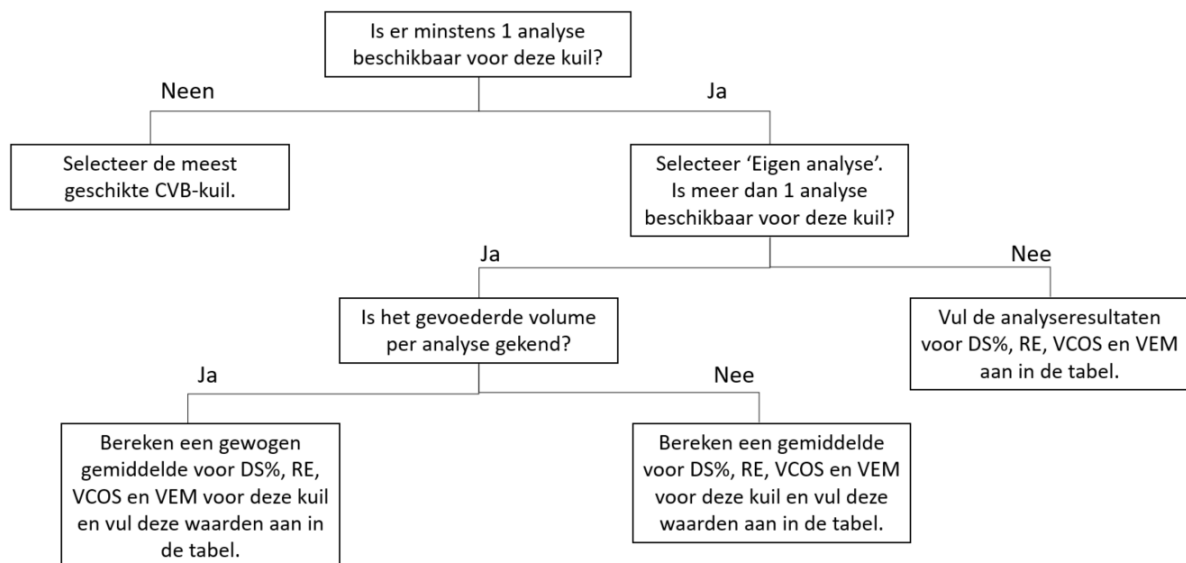 Is er minstens 1 analyse
beschikbaar voor deze kuil?
Neen
Ja
Selecteer de meest
geschikte CVB-kuil.
Selecteer ‘Eigen analyse’.
Is meer dan 1 analyse
beschikbaar voor deze kuil?
Ja
Nee
Is het gevoederde volume
per analyse gekend?
Vul de analyseresultaten
voor DS%, RE, VCOS en VEM
aan in de tabel.
Ja
Nee
Bereken een gewogen
gemiddelde voor DS%, RE,
VCOS en VEM voor deze kuil
en vul deze waarden aan in
de tabel.
Bereken een gemiddelde
voor DS%, RE, VCOS en VEM
voor deze kuil en vul deze
waarden aan in de tabel.